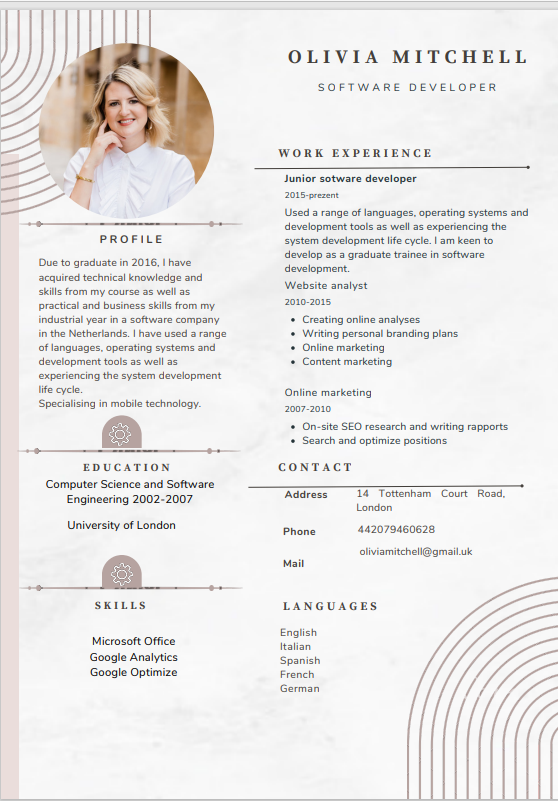 OLIVIA MITCHELL
SOFTWARE DEVELOPER
PROFILE
Due to graduate in 2016, I have
acquired technical knowledge and
skills from my course as well as
practical and business skills from my
industrial year in a software company
in the Netherlands. I have used a range
of languages, operating systems and
development tools as well as
experiencing the system development
life cycle.
Specialising in mobile technology.
EDUCATION
Computer Science and Software
Engineering 2002-2007
University of London
SKILLS
Microsoft Office
Google Analytics
Google Optimize
WORK EXPERIENCE
Junior sotware developer
2015-prezent
Used a range of languages, operating systems and
development tools as well as experiencing the
system development life cycle. I am keen to
develop as a graduate trainee in software
development.
Website analyst
2010-2015
• Creating online analyses
• Writing personal branding plans
• Online marketing
• Content marketing
Online marketing
2007-2010
• On-site SEO research and writing rapports
• Search and optimize positions
CONTACT
Address 14 Tottenham Court Road,
London
Phone 442079460628
Mail oliviamitchell@gmail.uk
LANGUAGES
English
Italian
Spanish
French
German